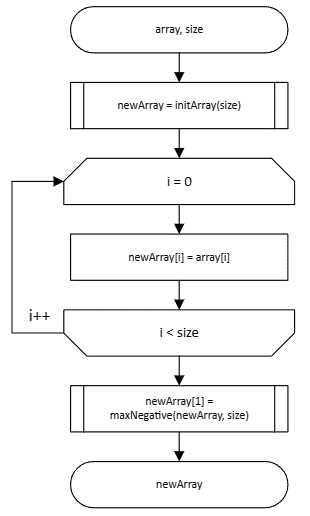 array, size
newArray = initArray(size)
i = 0
newArray[i] = array[i]
i++
i < size
newArray[1] =
maxNegative(newArray, size)
newArray